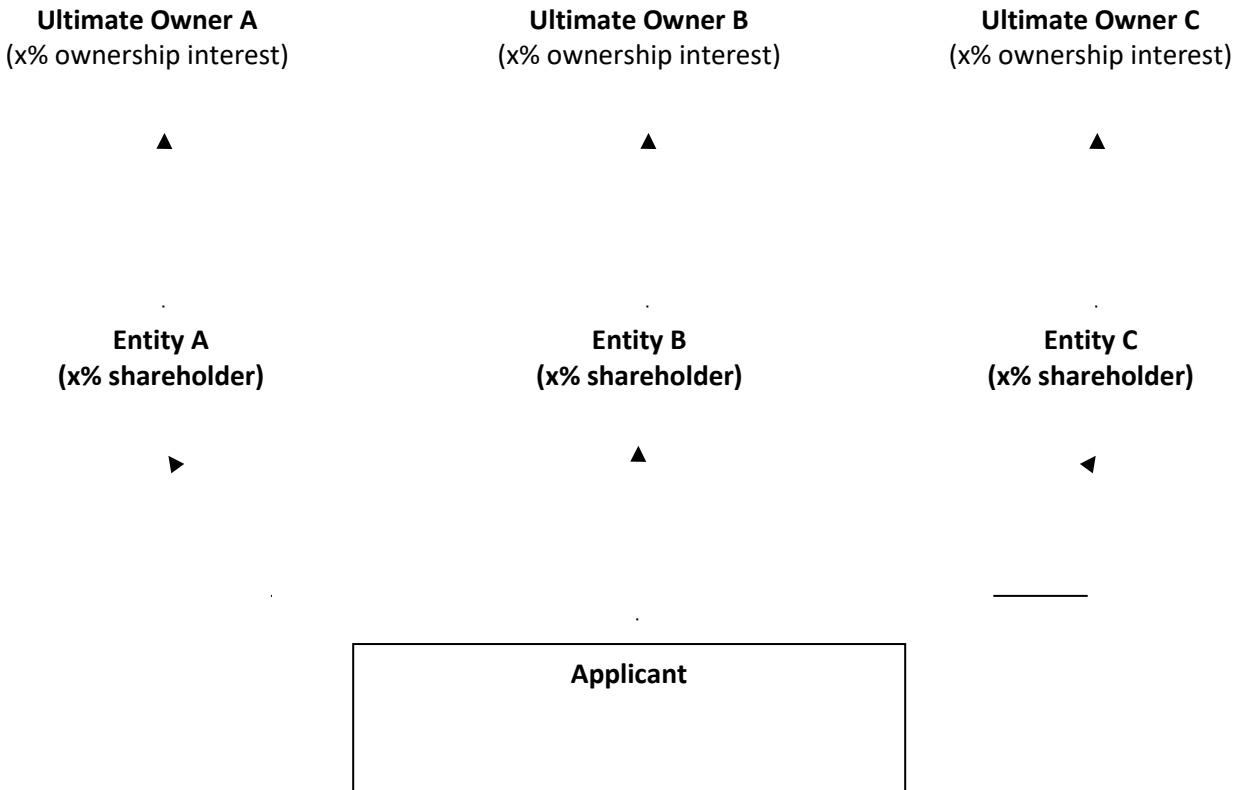 Ultimate Owner A
(x% ownership interest)
Ultimate Owner B
(x% ownership interest)
Ultimate Owner C
(x% ownership interest)
Entity A
(x% shareholder)
Entity B
(x% shareholder)
Entity C
(x% shareholder)
Applicant